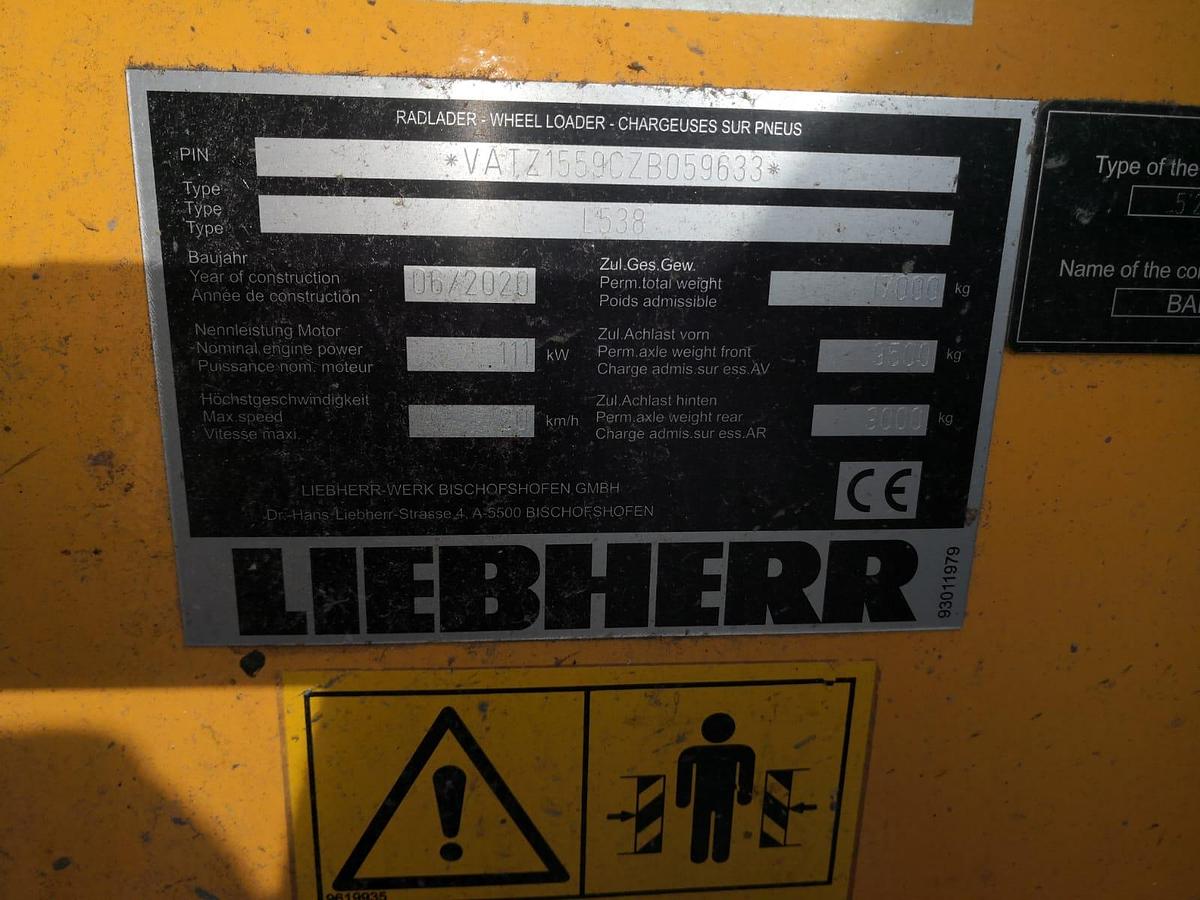 RADLADER - WHEEL LOADER - CHARGEUSES SUR PNEUS
PIN *VATZ1559CZB059633*
Type
Type L538
Type
Baujahr
Year of construction 06/2020
Année de construction
Zul.Ges.Gew.
Perm.total weight 17000 kg
Poids admissible
Nennleistung Motor
Nominal engine power 111 kW
Puissance nom. moteur
Zul.Achlast vorn
Perm.axle weight front 9500 kg
Charge admis.sur ess.AV
Höchstgeschwindigkeit
Max.speed 20 km/h
Vitesse maxi.
Zul.Achlast hinten
Perm.axle weight rear 9000 kg
Charge admis.sur ess.AR
LIEBHERR-WERK BISCHOFSHOFEN GMBH
Dr.-Hans-Liebherr-Strasse 4, A-5500 BISCHOFSHOFEN
CE
LIEBHERR
93011979
Type of the
Name of the
9619935